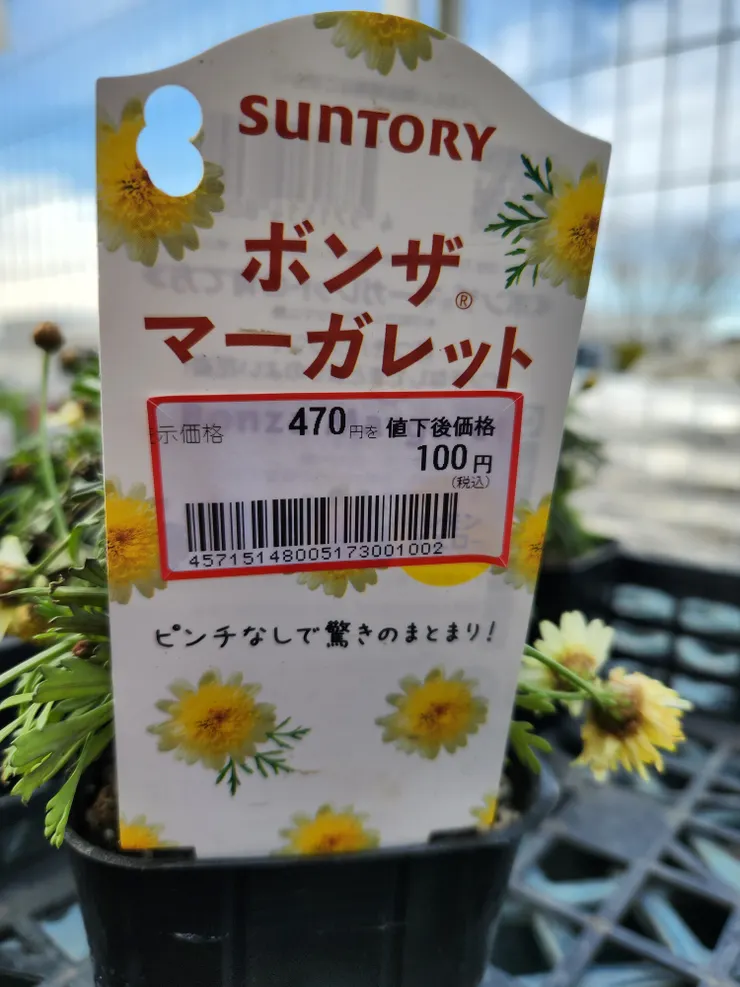 SUNTORY
ボンザ®
マーガレット
示価格 470円を 値下後価格
100円
(税込)
45715148005173001002
ピンチなしで驚きのまとまり!